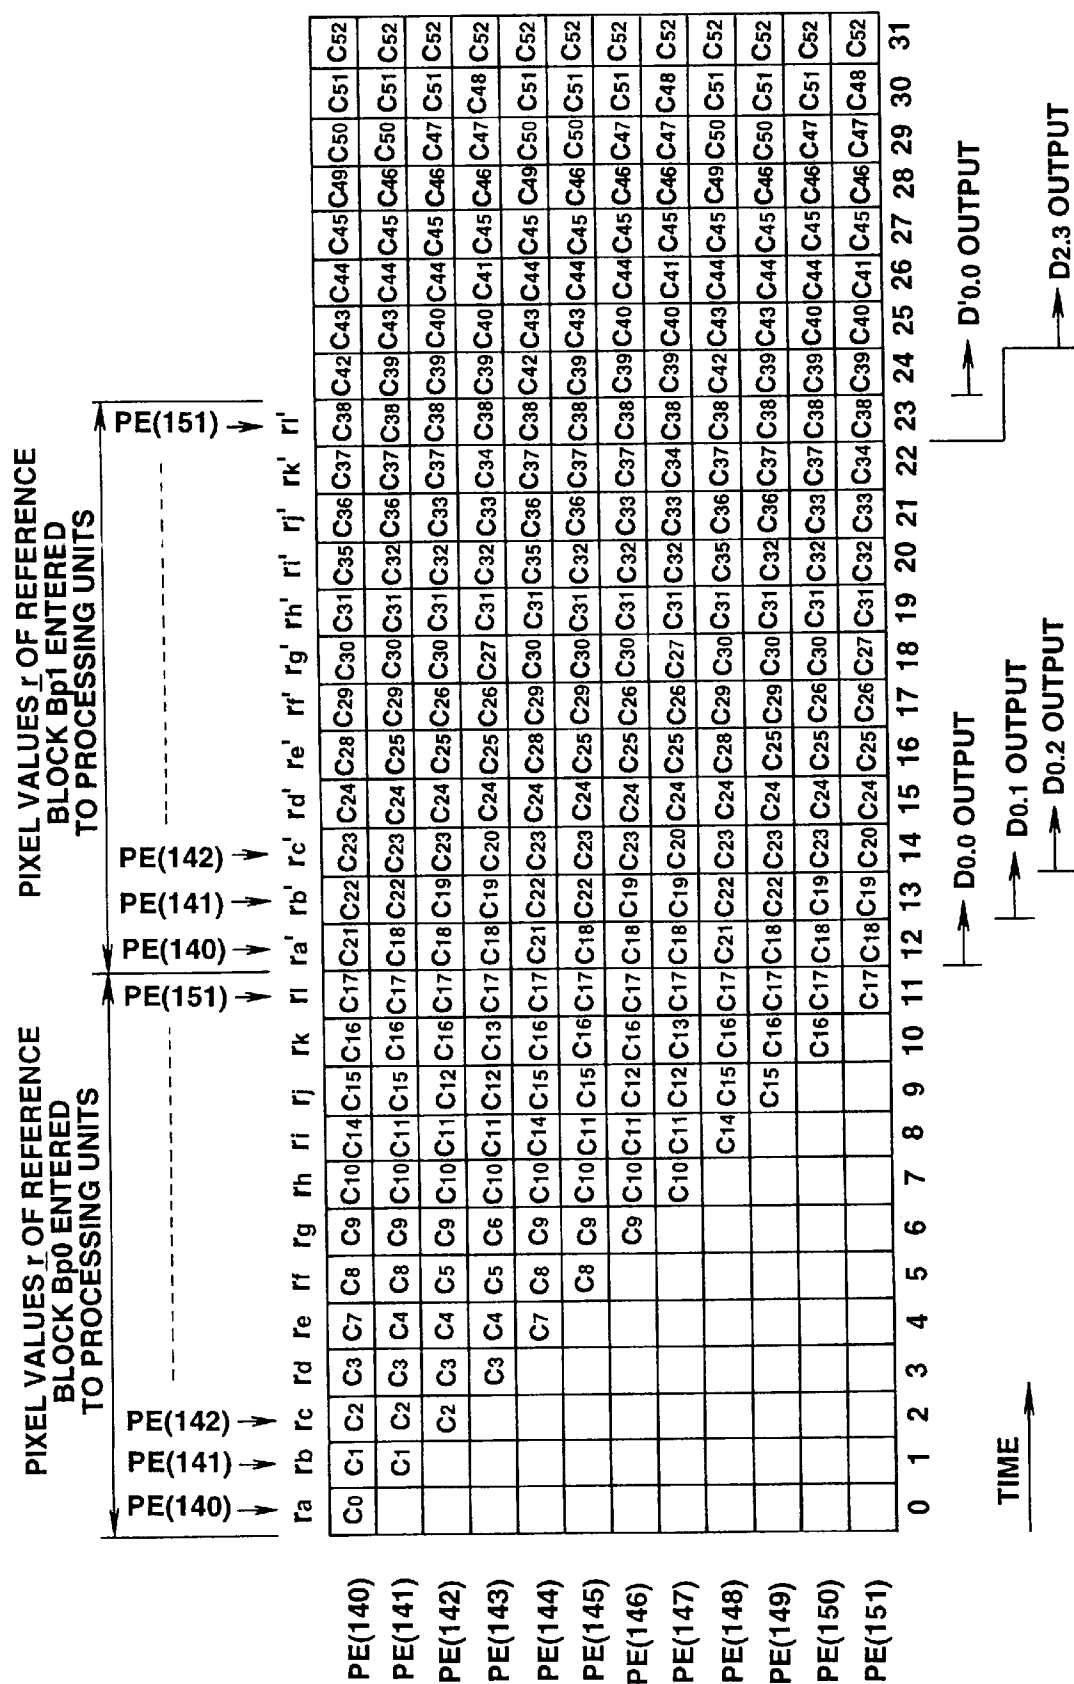 PIXEL VALUES r OF REFERENCE
BLOCK Bp0 ENTERED
TO PROCESSING UNITS
PIXEL VALUES r OF REFERENCE
BLOCK Bp1 ENTERED
TO PROCESSING UNITS
PE(140) PE(141) PE(142) PE(151) PE(140) PE(141) PE(142) PE(151)
ra rb rc rd re rf rg rh ri rj rk rl ra' rb' rc' rd' re' rf' rg' rh' ri' rj' rk' rl'
PE(140) C0 C1 C2 C3 C7 C8 C9 C10 C14 C15 C16 C17 C21 C22 C23 C24 C28 C29 C30 C31 C35 C36 C37 C38 C42 C43 C44 C45 C49 C50 C51 C52
PE(141) C1 C2 C3 C4 C8 C9 C10 C11 C15 C16 C17 C18 C22 C23 C24 C25 C29 C30 C31 C32 C36 C37 C38 C39 C43 C44 C45 C46 C50 C51 C52
PE(142) C2 C3 C4 C5 C9 C10 C11 C12 C16 C17 C18 C19 C23 C24 C25 C26 C30 C31 C32 C33 C37 C38 C39 C40 C44 C45 C46 C47 C51 C52
PE(143) C3 C4 C5 C6 C10 C11 C12 C13 C17 C18 C19 C20 C24 C25 C26 C27 C31 C32 C33 C34 C38 C39 C40 C41 C45 C46 C47 C48 C52
PE(144) C7 C8 C9 C10 C14 C15 C16 C17 C21 C22 C23 C24 C28 C29 C30 C31 C35 C36 C37 C38 C42 C43 C44 C45 C49 C50 C51 C52
PE(145) C8 C9 C10 C11 C15 C16 C17 C18 C22 C23 C24 C25 C29 C30 C31 C32 C36 C37 C38 C39 C43 C44 C45 C46 C50 C51 C52
PE(146) C9 C10 C11 C12 C16 C17 C18 C19 C23 C24 C25 C26 C30 C31 C32 C33 C37 C38 C39 C40 C44 C45 C46 C47 C51 C52
PE(147) C10 C11 C12 C13 C17 C18 C19 C20 C24 C25 C26 C27 C31 C32 C33 C34 C38 C39 C40 C41 C45 C46 C47 C48 C52
PE(148) C14 C15 C16 C17 C21 C22 C23 C24 C28 C29 C30 C31 C35 C36 C37 C38 C42 C43 C44 C45 C49 C50 C51 C52
PE(149) C15 C16 C17 C18 C22 C23 C24 C25 C29 C30 C31 C32 C36 C37 C38 C39 C43 C44 C45 C46 C50 C51 C52
PE(150) C16 C17 C18 C19 C23 C24 C25 C26 C30 C31 C32 C33 C37 C38 C39 C40 C44 C45 C46 C47 C51 C52
PE(151) C17 C18 C19 C20 C24 C25 C26 C27 C31 C32 C33 C34 C38 C39 C40 C41 C45 C46 C47 C48 C52
0 1 2 3 4 5 6 7 8 9 10 11 12 13 14 15 16 17 18 19 20 21 22 23 24 25 26 27 28 29 30 31
D0.0 OUTPUT D'0.0 OUTPUT
TIME D0.1 OUTPUT
D0.2 OUTPUT D2.3 OUTPUT